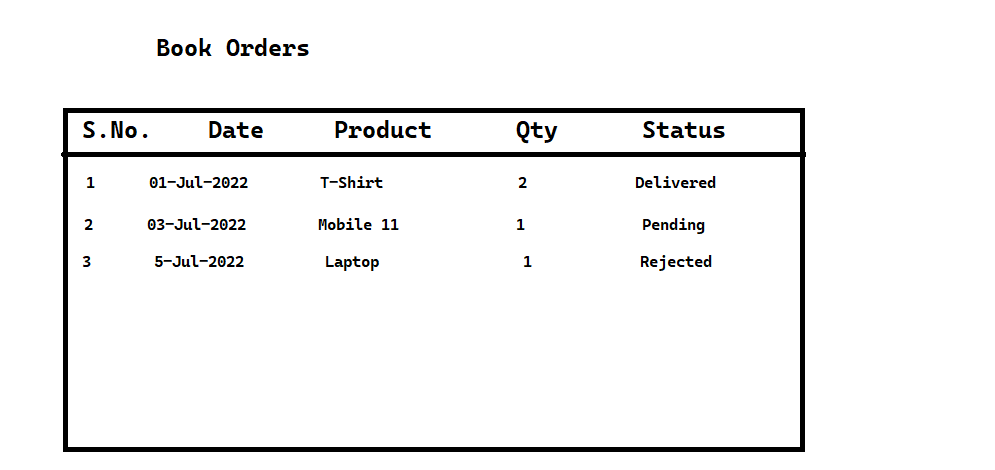 Book Orders
S.No. Date Product Qty Status
1 01-Jul-2022 T-Shirt 2 Delivered
2 03-Jul-2022 Mobile 11 1 Pending
3 5-Jul-2022 Laptop 1 Rejected